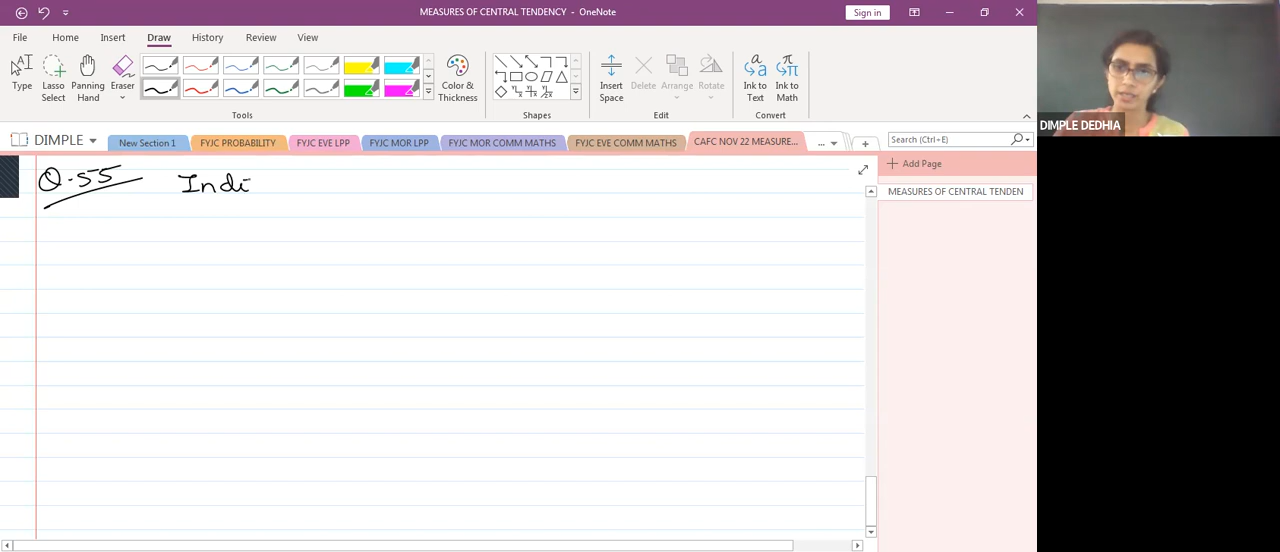 MEASURES OF CENTRAL TENDENCY - OneNote
Sign in
File Home Insert Draw History Review View
Type
Lasso Select
Panning Hand
Eraser
Color & Thickness
Insert Space
Delete
Arrange
Rotate
Ink to Text
Ink to Math
Tools
Shapes
Edit
Convert
DIMPLE
New Section 1
FYJC PROBABILITY
FYJC EVE LPP
FYJC MOR LPP
FYJC MOR COMM MATHS
FYJC EVE COMM MATHS
CAFC NOV 22 MEASURE...
...
Search (Ctrl+E)
DIMPLE DEDHIA
Add Page
MEASURES OF CENTRAL TENDEN
Q.55 Indi